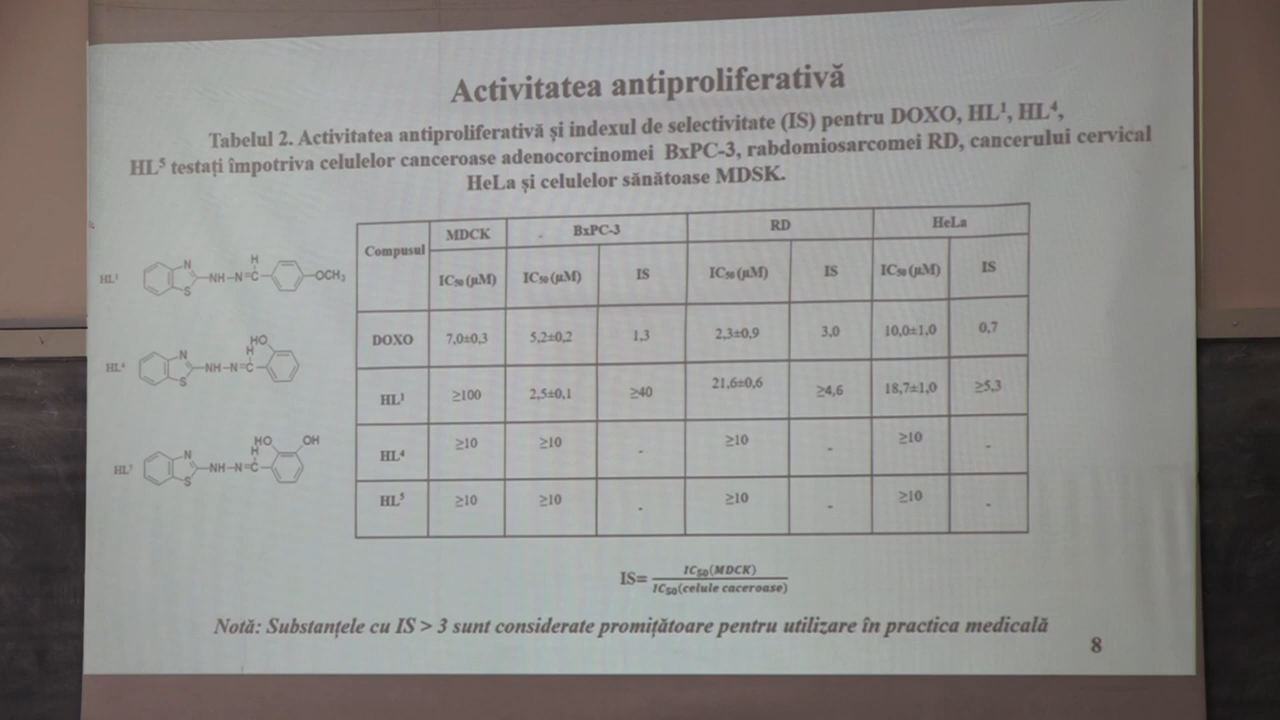 Activitatea antiproliferativă
Tabelul 2. Activitatea antiproliferativă și indexul de selectivitate (IS) pentru DOXO, HL¹, HL⁴,
HL⁵ testați împotriva celulelor canceroase adenocorcinomei BxPC-3, rabdomiosarcomei RD, cancerului cervical
HeLa și celulelor sănătoase MDSK.
HL¹ N S NH-N=C H OCH₃
HL⁴ N S NH-N=C H HO
N S NH-N=C H HO OH
Compusul MDCK BxPC-3 RD HeLa
IC₅₀ (µM) IC₅₀ (µM) IS IC₅₀ (µM) IS IC₅₀ (µM) IS
DOXO 7,0±0,3 5,2±0,2 1,3 2,3±0,9 3,0 10,0±1,0 0,7
HL¹ ≥100 2,5±0,1 ≥40 21,6±0,6 ≥4,6 18,7±1,0 ≥5,3
HL⁴ ≥10 ≥10 - ≥10 - ≥10 -
HL⁵ ≥10 ≥10 - ≥10 - ≥10 -
IS= IC₅₀(MDCK)
IC₅₀(celule caceroase)
Notă: Substanțele cu IS > 3 sunt considerate promițătoare pentru utilizare în practica medicală
8